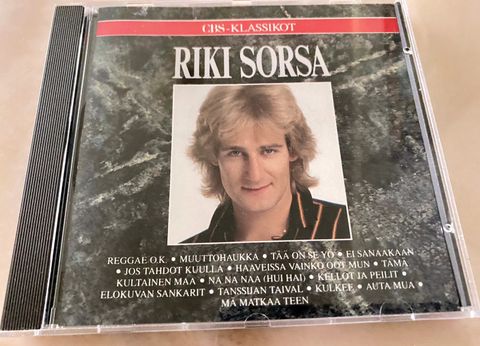 CBS-KLASSIKOT
RIKI SORSA
REGGAE O.K. • MUUTTOHAUKKA • TÄÄ ON SE YÖ • EI SANAAKAAN
• JOS TAHDOT KUULLA • HAAVEISSA VAINKO OOT MUN • TÄMÄ
KULTAINEN MAA • NA NA NAA (HUI HAI) • KELLOT JA PEILIT •
ELOKUVAN SANKARIT • TANSSIJAN TAIVAL • KULKEE • AUTA MUA •
MÄ MATKAA TEEN